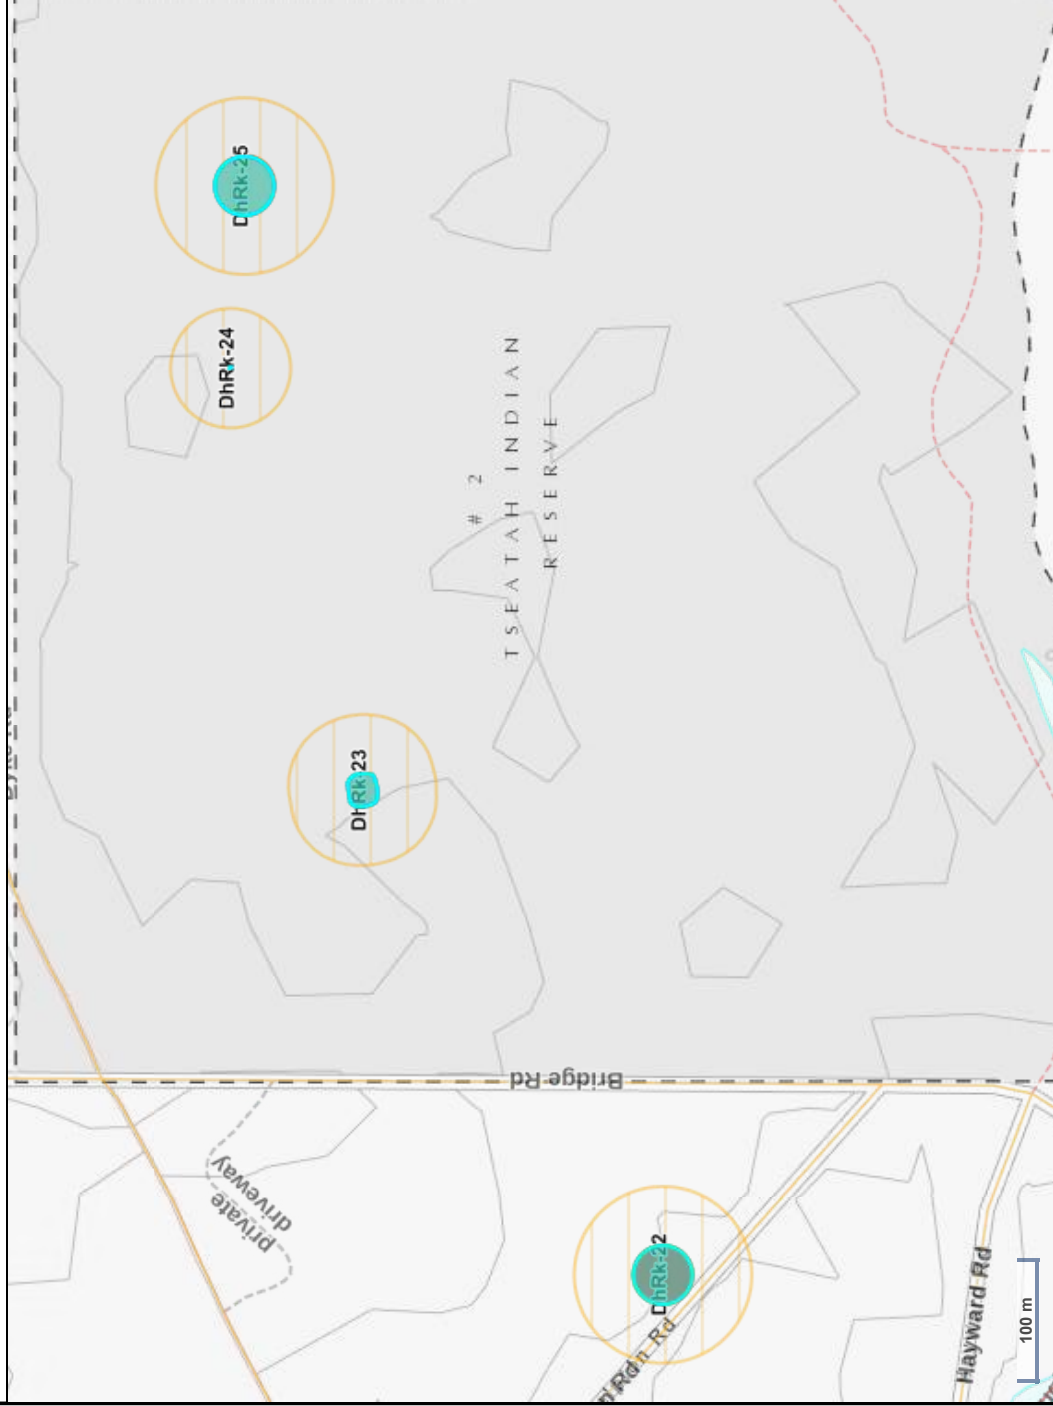 DhRk-25
DhRk-24
# 2
TSEATAH INDIAN
RESERVE
DhRk-23
Bridge Rd
private
driveway
DhRk-22
Hayward Rd
100 m